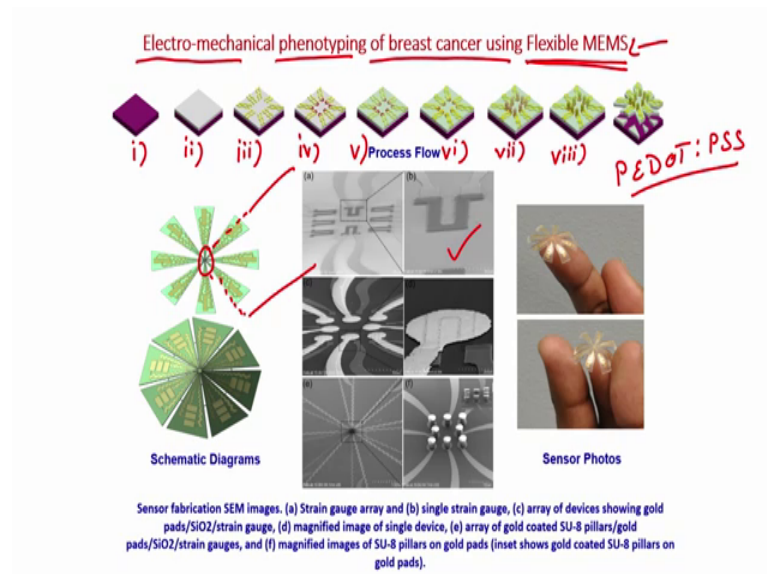 Electro-mechanical phenotyping of breast cancer using Flexible MEMS
i) ii) iii) iv) v) Process Flow vi) vii) viii) PEDOT:PSS
(a) (b)
(d)
(e) (f)
Schematic Diagrams
Sensor Photos
Sensor fabrication SEM images. (a) Strain gauge array and (b) single strain gauge, (c) array of devices showing gold
pads/SiO2/strain gauge, (d) magnified image of single device, (e) array of gold coated SU-8 pillars/gold
pads/SiO2/strain gauges, and (f) magnified images of SU-8 pillars on gold pads (inset shows gold coated SU-8 pillars on
gold pads).